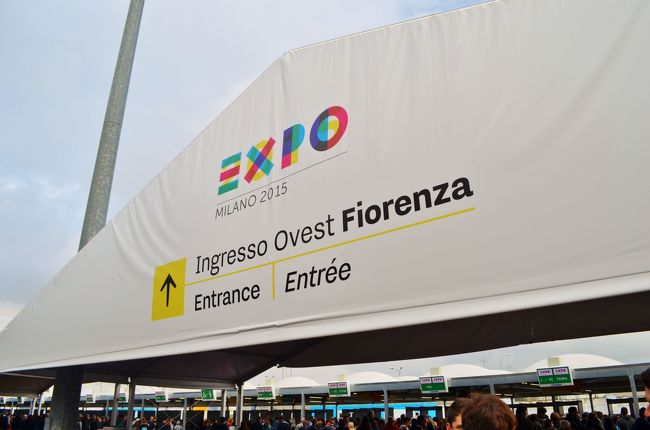 EXPO
MILANO 2015
Ingresso Ovest Fiorenza
Entrance | Entrée